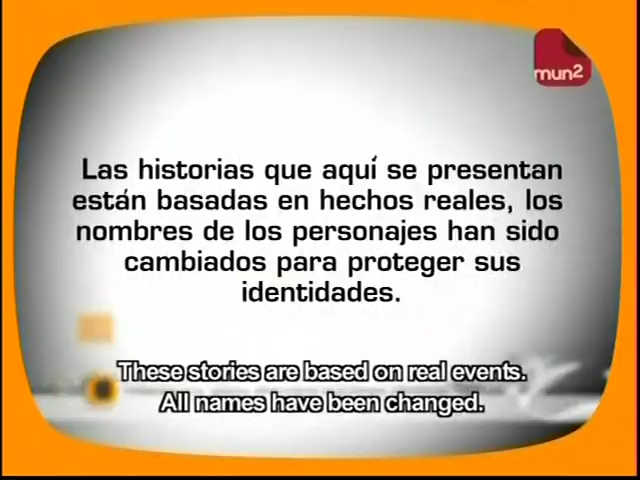 mun2
Las historias que aquí se presentan
están basadas en hechos reales, los
nombres de los personajes han sido
cambiados para proteger sus
identidades.
These stories are based on real events.
All names have been changed.